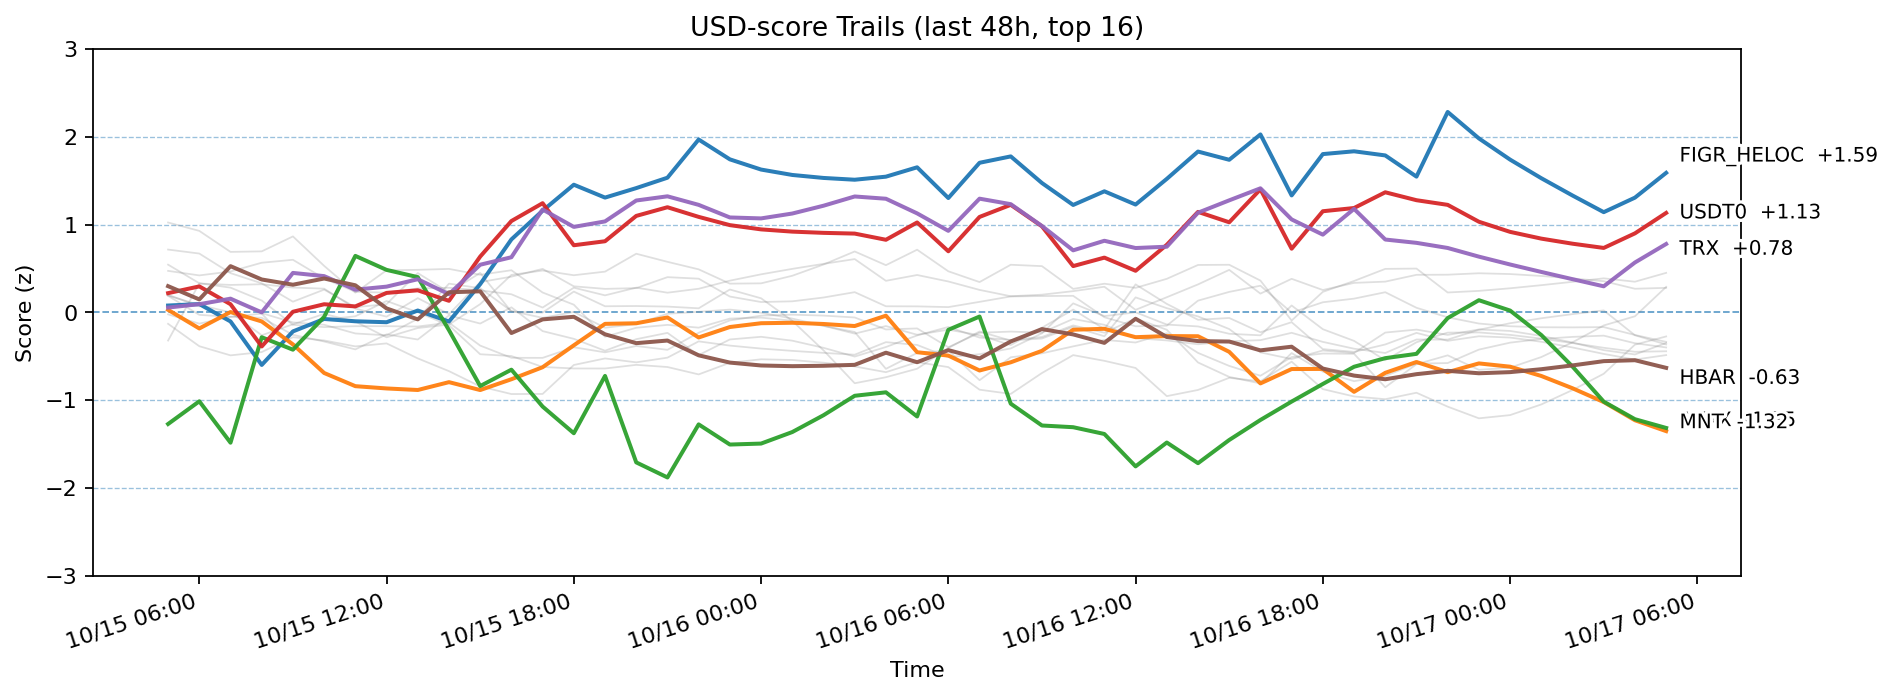 USD-score Trails (last 48h, top 16)
3
2
1
0
−1
−2
−3
Score (z)
FIGR_HELOC +1.59
USDT0 +1.13
TRX +0.78
HBAR -0.63
MNT -1.32
10/15 06:00
10/15 12:00
10/15 18:00
10/16 00:00
10/16 06:00
10/16 12:00
10/16 18:00
10/17 00:00
10/17 06:00
Time